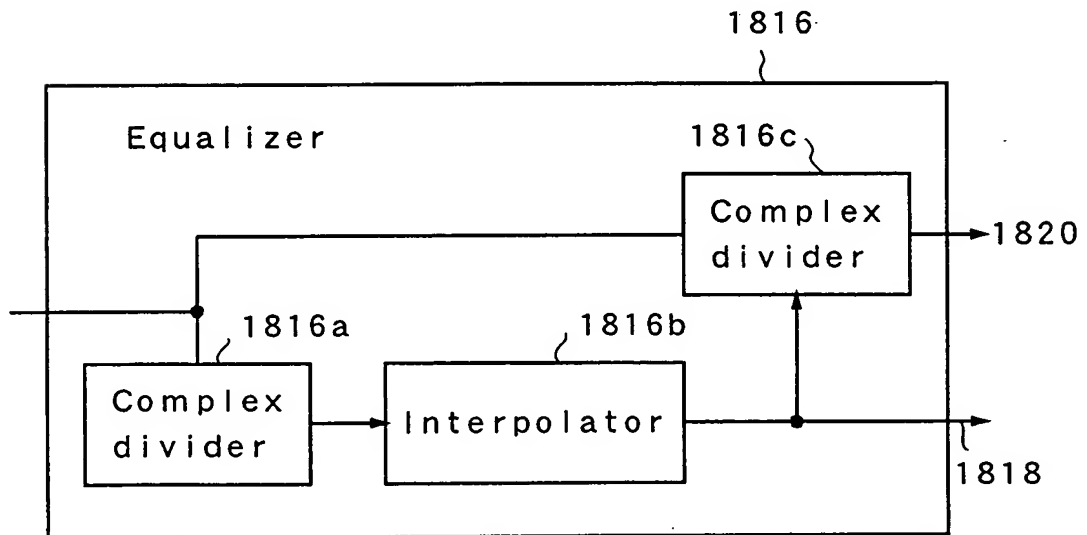 1816
Equalizer
1816c
Complex
divider
1820
1816a
1816b
Complex
divider
Interpolator
1818